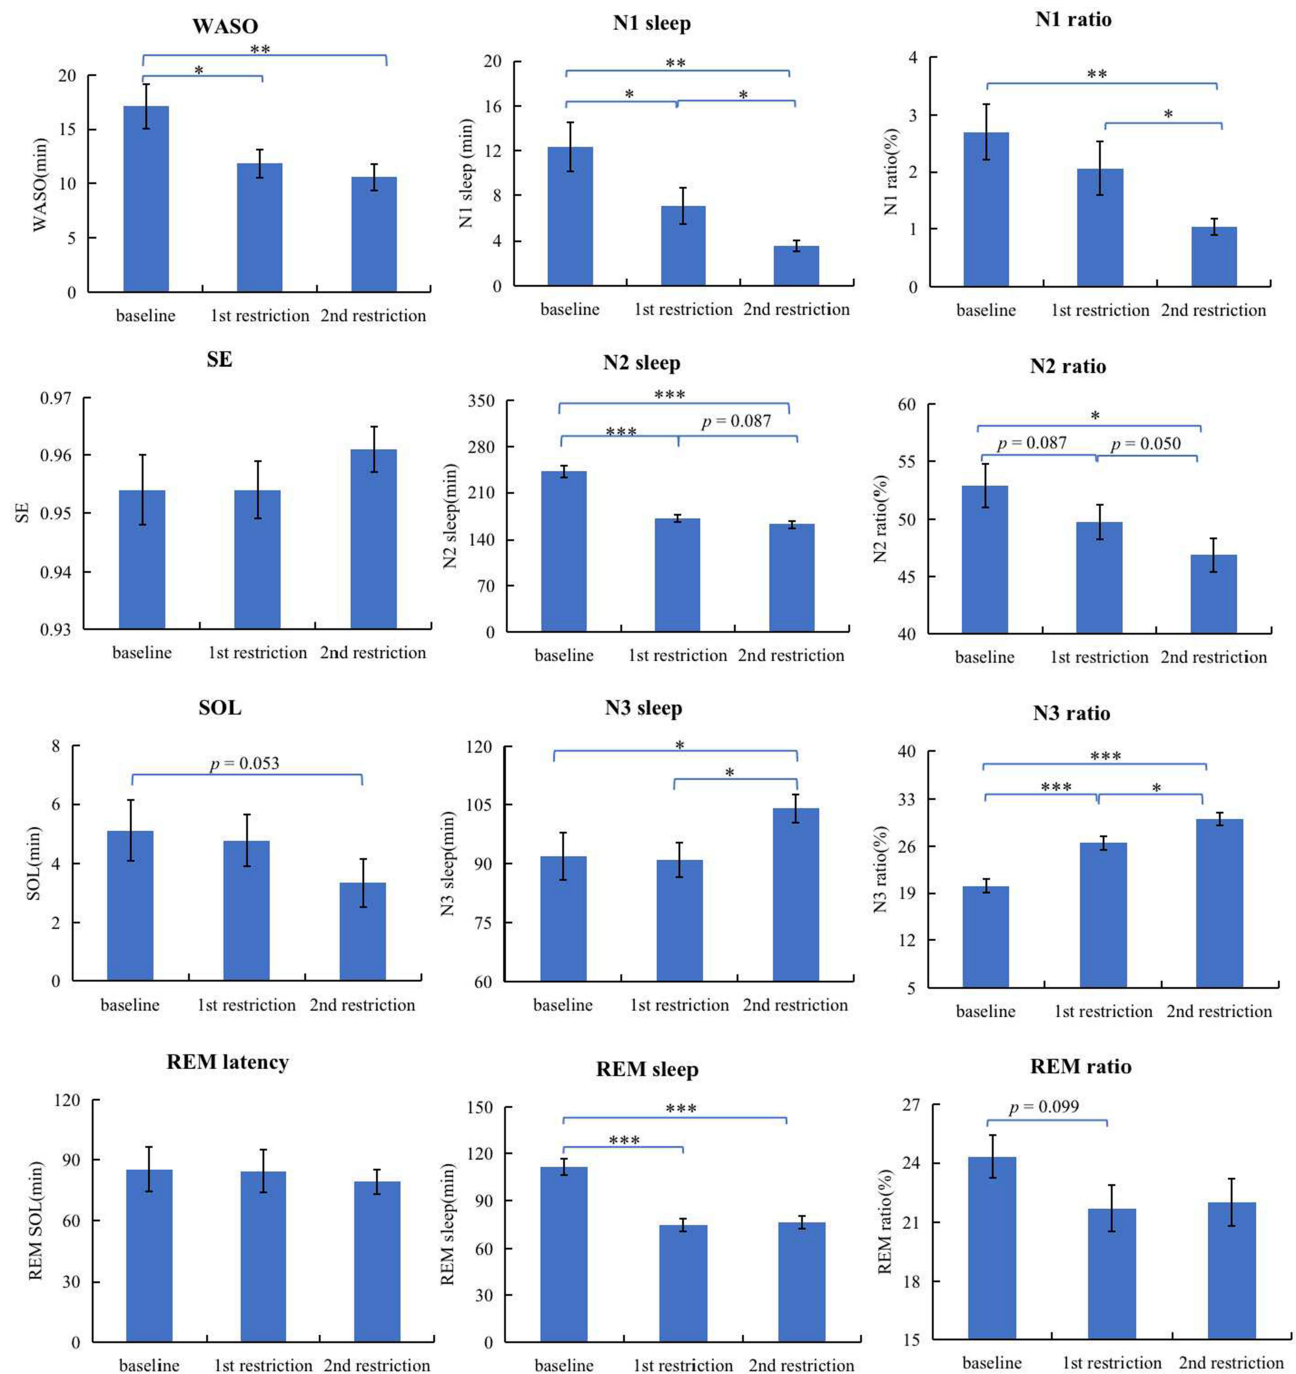 WASO
**
*
20
15
10
5
0
WASO(min)
baseline 1st restriction 2nd restriction
N1 sleep
**
* *
20
16
12
8
4
0
N1 sleep (min)
baseline 1st restriction 2nd restriction
N1 ratio
**
*
4
3
2
1
0
N1 ratio(%)
baseline 1st restriction 2nd restriction
SE
0.97
0.96
0.95
0.94
0.93
SE
baseline 1st restriction 2nd restriction
N2 sleep
***
*** p = 0.087
350
280
210
140
70
0
N2 sleep(min)
baseline 1st restriction 2nd restriction
N2 ratio
*
p = 0.087 p = 0.050
60
55
50
45
40
N2 ratio(%)
baseline 1st restriction 2nd restriction
SOL
p = 0.053
8
6
4
2
0
SOL(min)
baseline 1st restriction 2nd restriction
N3 sleep
*
*
120
105
90
75
60
N3 sleep(min)
baseline 1st restriction 2nd restriction
N3 ratio
***
*** *
40
33
26
19
12
5
N3 ratio(%)
baseline 1st restriction 2nd restriction
REM latency
120
90
60
30
0
REM SOL(min)
baseline 1st restriction 2nd restriction
REM sleep
***
***
150
120
90
60
30
0
REM sleep(min)
baseline 1st restriction 2nd restriction
REM ratio
p = 0.099
27
24
21
18
15
REM ratio(%)
baseline 1st restriction 2nd restriction